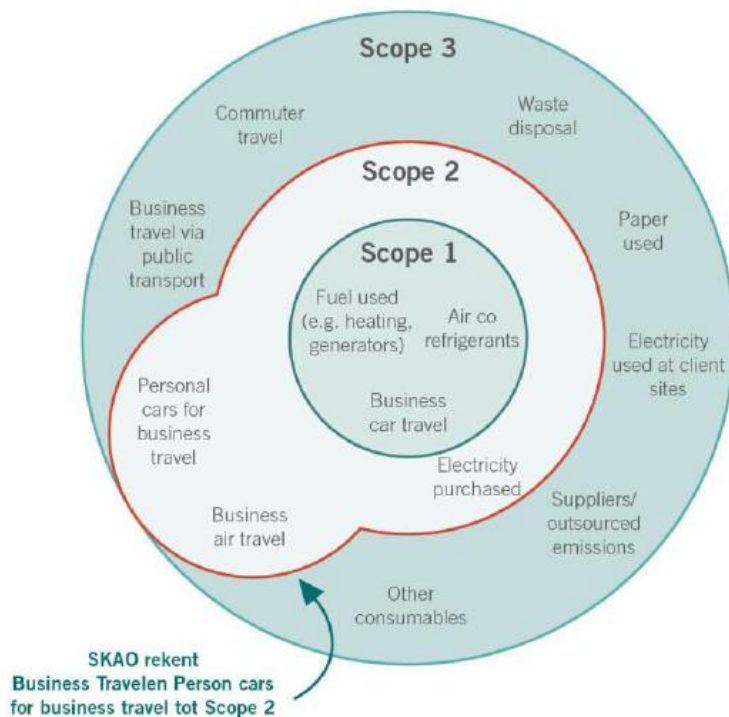 Scope 3
Commuter
travel
Waste
disposal
Scope 2
Business
travel via
public
transport
Paper
used
Scope 1
Fuel used
(e.g. heating,
generators)
Air co
refrigerants
Electricity
used at client
sites
Personal
cars for
business
travel
Business
car travel
Electricity
purchased
Business
air travel
Suppliers/
outsourced
emissions
Other
consumables
SKAO rekent
Business Travelen Person cars
for business travel tot Scope 2